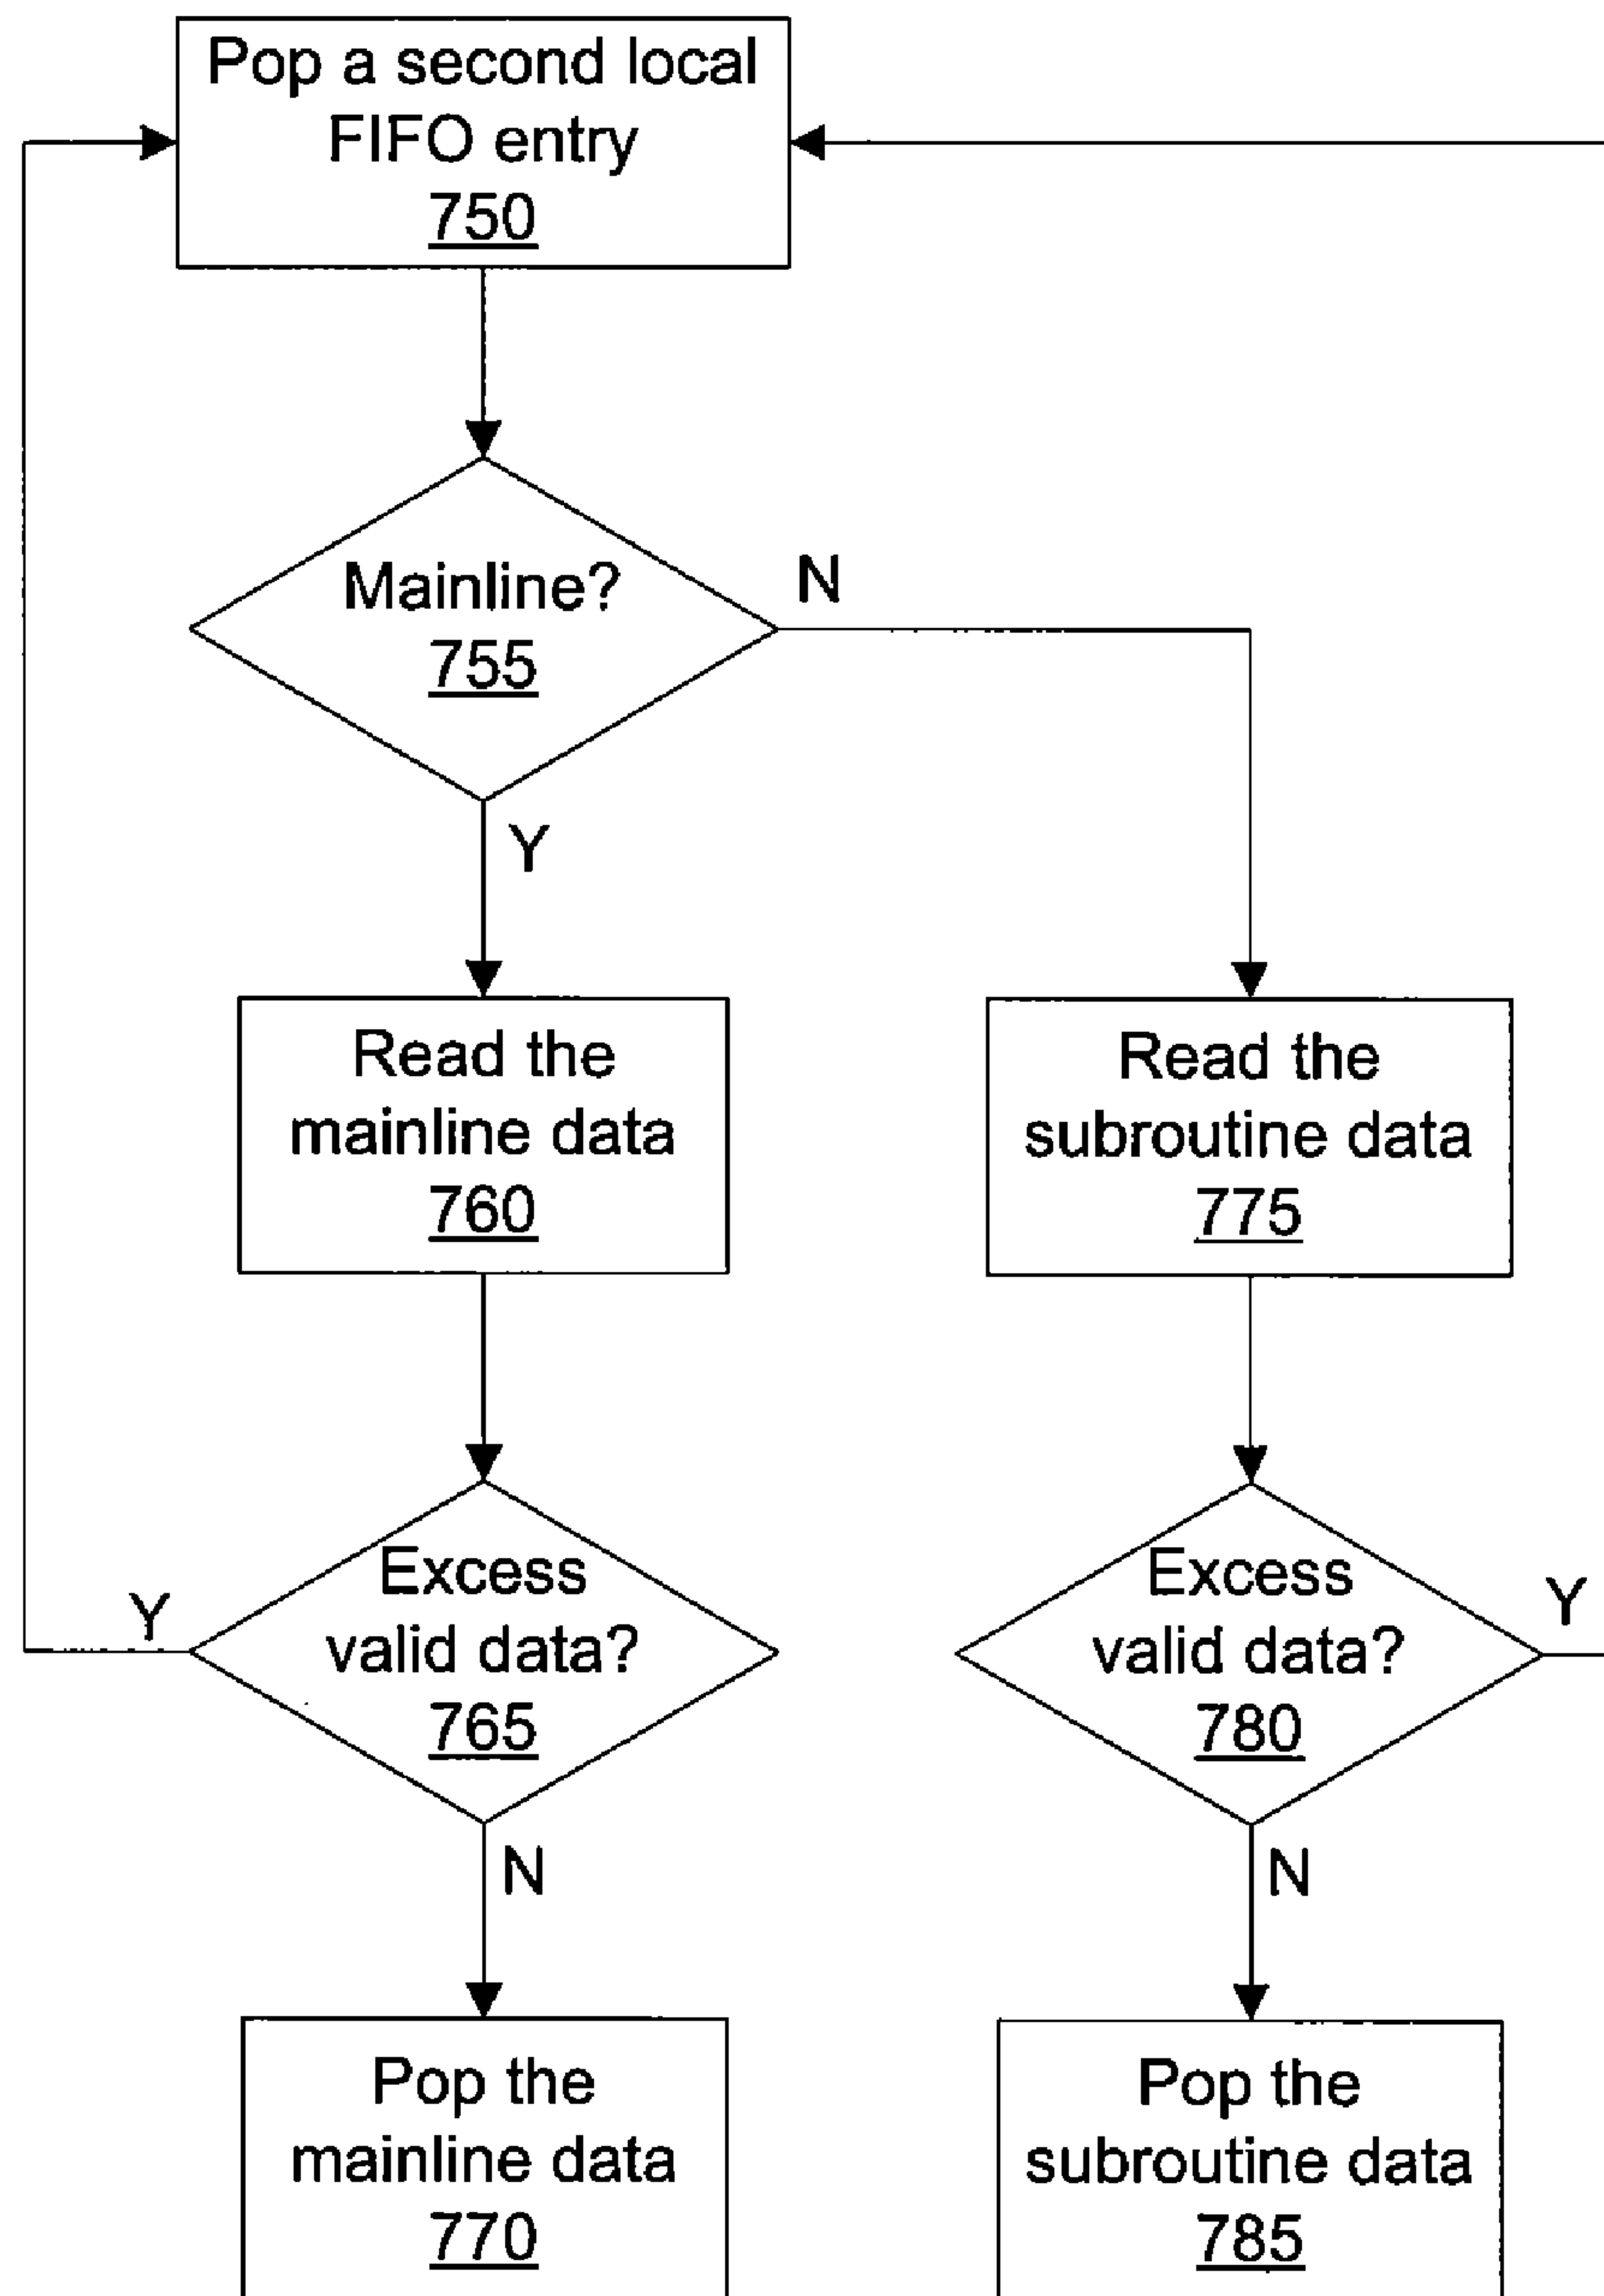 Pop a second local
FIFO entry
750
Mainline?
755
N
Y
Read the
mainline data
760
Read the
subroutine data
775
Excess
valid data?
765
Y
N
Excess
valid data?
780
Y
N
Pop the
mainline data
770
Pop the
subroutine data
785